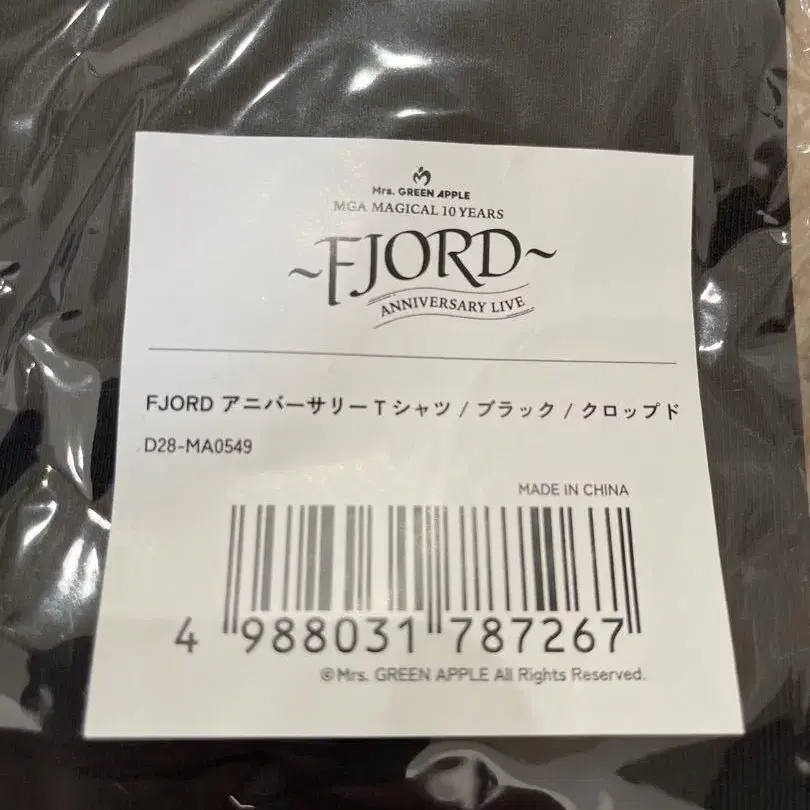 Mrs. GREEN APPLE
MGA MAGICAL 10 YEARS
~FJORD~
ANNIVERSARY LIVE
FJORD アニバーサリーTシャツ / ブラック / クロップド
D28-MA0549
MADE IN CHINA
4 988031 787267
©Mrs. GREEN APPLE All Rights Reserved.